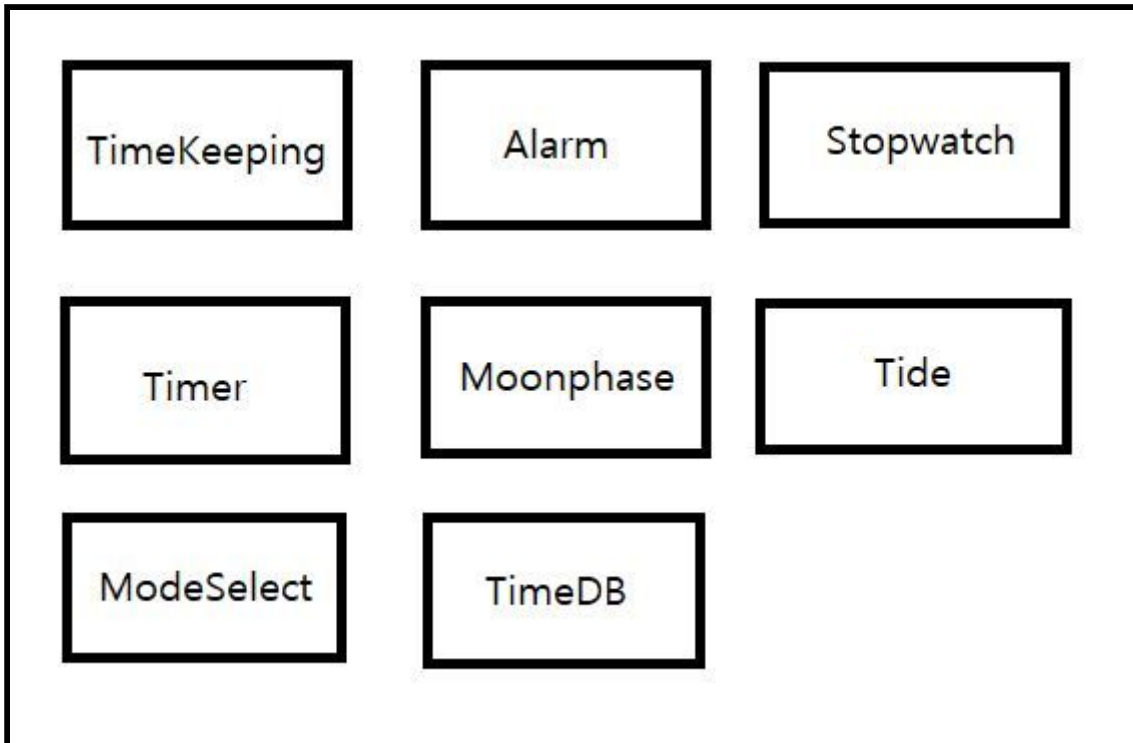 TimeKeeping
Alarm
Stopwatch
Timer
Moonphase
Tide
ModeSelect
TimeDB